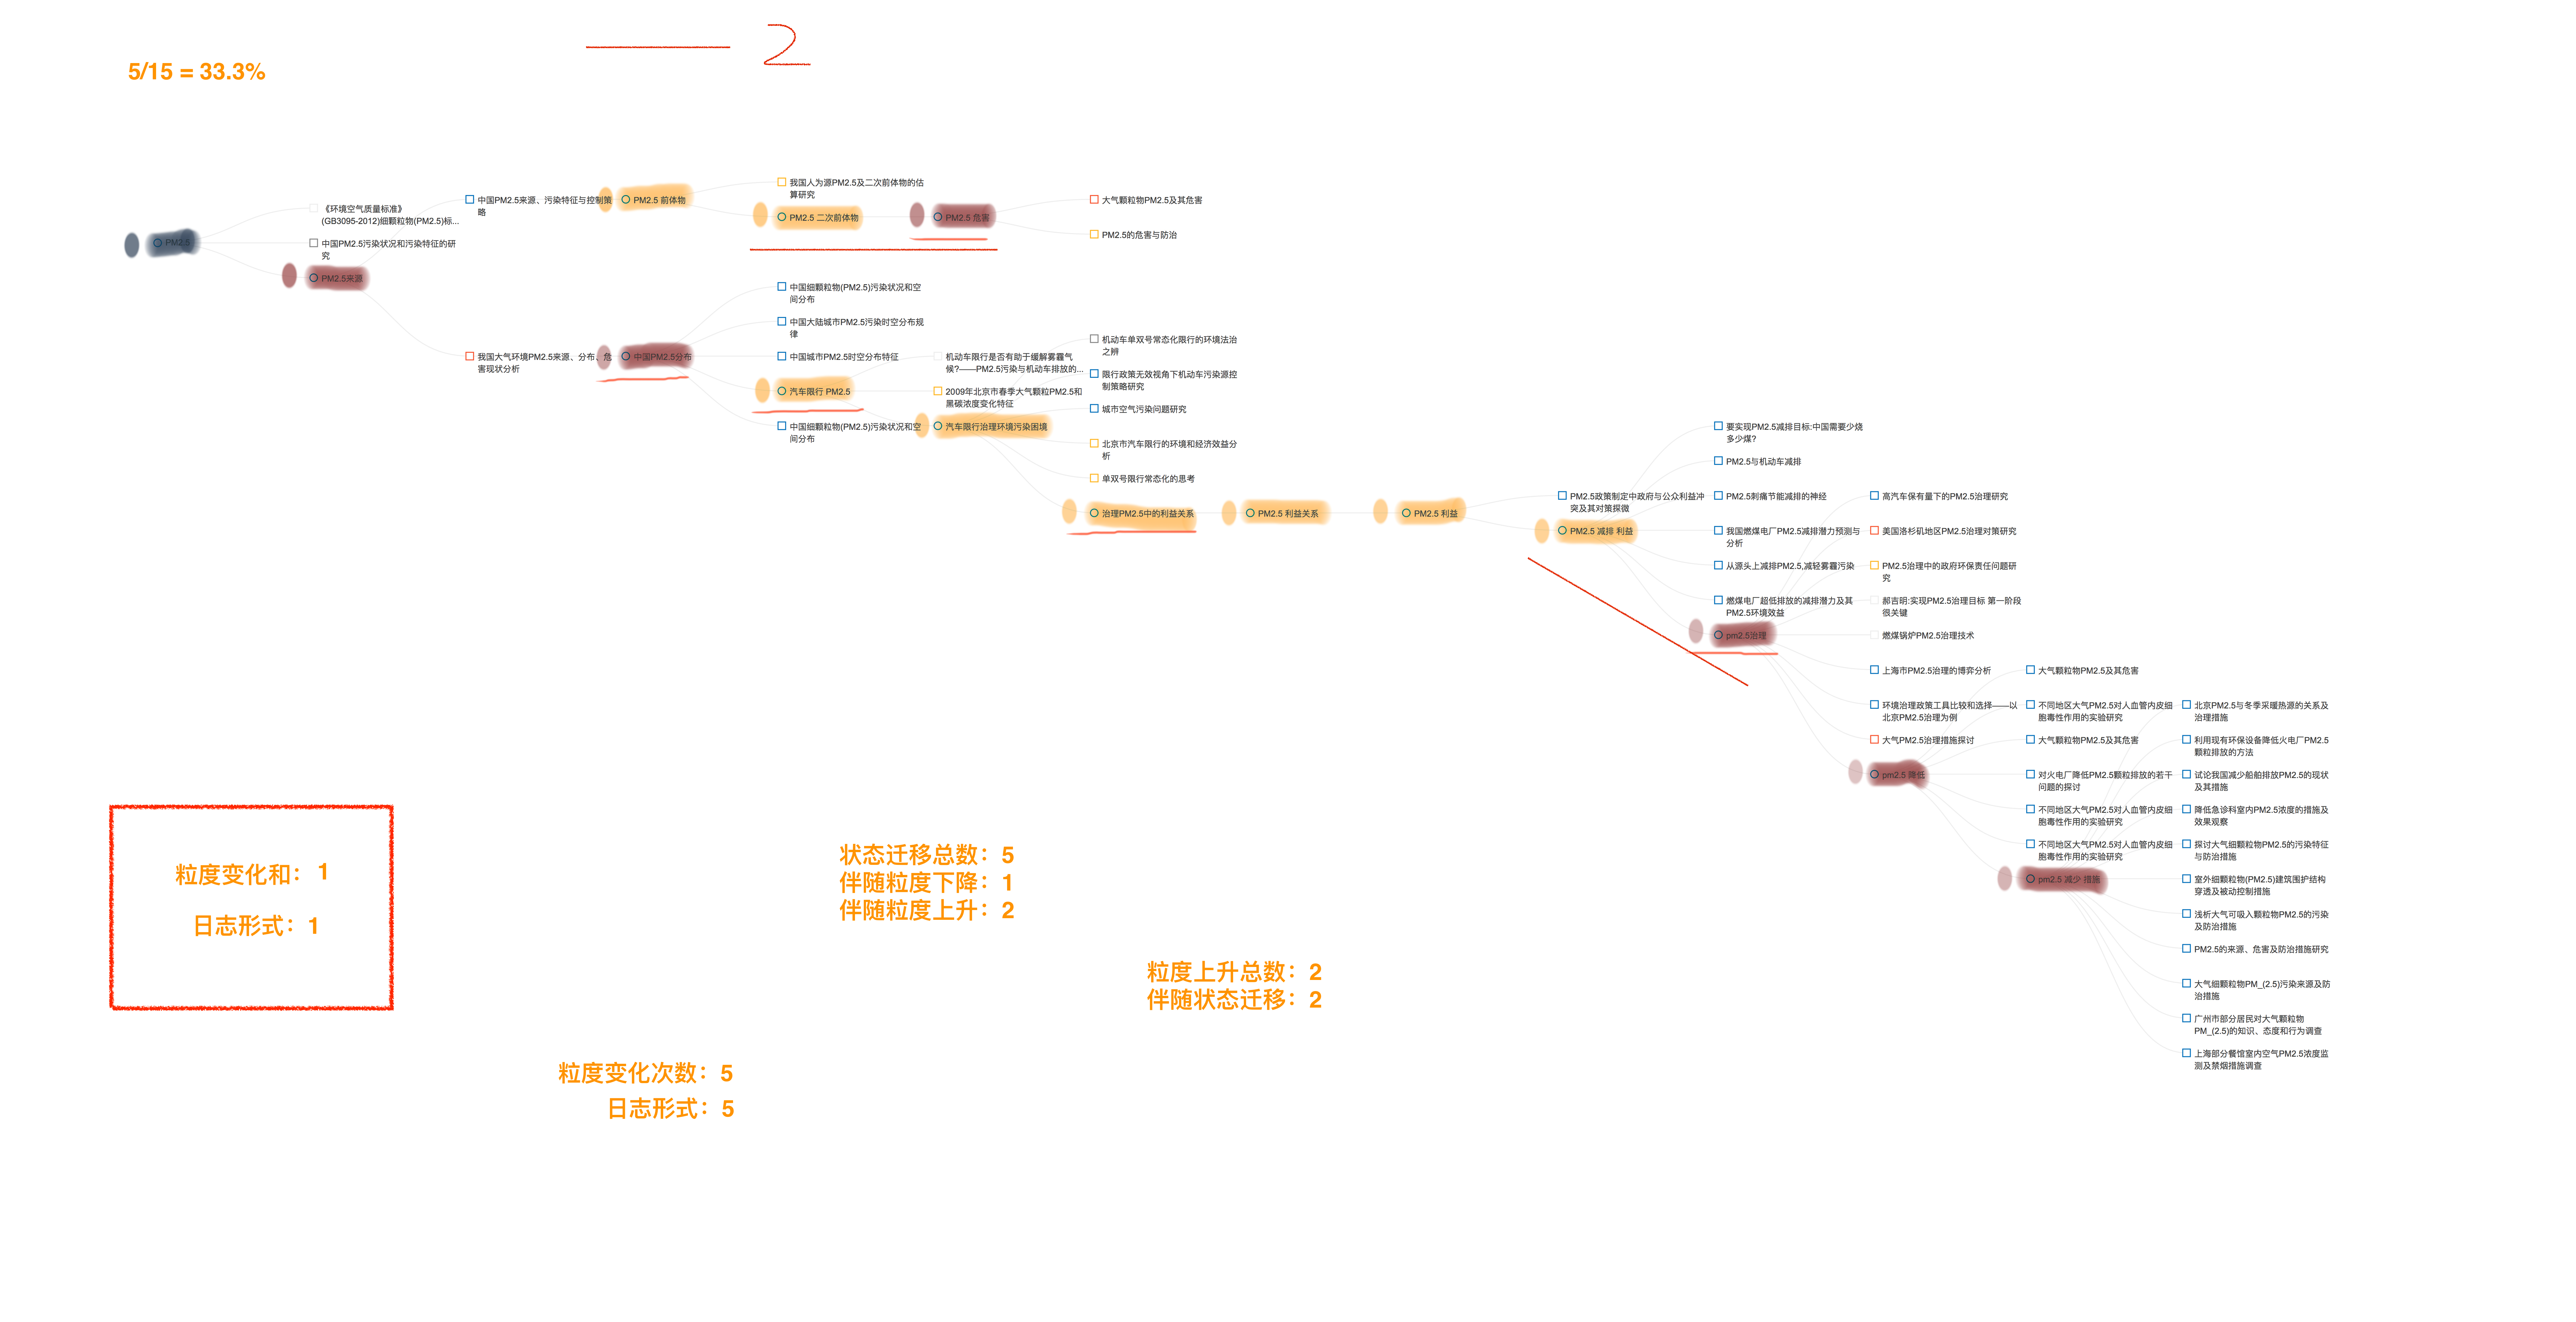 2
5/15 = 33.3%
PM2.5
《环境空气质量标准》
(GB3095-2012)细颗粒物(PM2.5)标...
中国PM2.5污染状况和污染特征的研
究
PM2.5来源
中国PM2.5来源、污染特征与控制策
略
我国大气环境PM2.5来源、分布、危
害现状分析
PM2.5 前体物
中国PM2.5分布
我国人为源PM2.5及二次前体物的估
算研究
PM2.5 二次前体物
中国细颗粒物(PM2.5)污染状况和空
间分布
中国大陆城市PM2.5污染时空分布规
律
中国城市PM2.5时空分布特征
汽车限行 PM2.5
中国细颗粒物(PM2.5)污染状况和空
间分布
PM2.5 危害
机动车限行是否有助于缓解雾霾气
候?——PM2.5污染与机动车排放的...
2009年北京市春季大气颗粒PM2.5和
黑碳浓度变化特征
汽车限行治理环境污染困境
大气颗粒物PM2.5及其危害
PM2.5的危害与防治
机动车单双号常态化限行的环境法治
之辨
限行政策无效视角下机动车污染源控
制策略研究
城市空气污染问题研究
北京市汽车限行的环境和经济效益分
析
单双号限行常态化的思考
治理PM2.5中的利益关系
PM2.5 利益关系
PM2.5 利益
PM2.5政策制定中政府与公众利益冲
突及其对策探微
PM2.5 减排 利益
要实现PM2.5减排目标:中国需要少烧
多少煤?
PM2.5与机动车减排
PM2.5刺痛节能减排的神经
我国燃煤电厂PM2.5减排潜力预测与
分析
从源头上减排PM2.5,减轻雾霾污染
燃煤电厂超低排放的减排潜力及其
PM2.5环境效益
pm2.5治理
高汽车保有量下的PM2.5治理研究
美国洛杉矶地区PM2.5治理对策研究
PM2.5治理中的政府环保责任问题研
究
郝吉明:实现PM2.5治理目标 第一阶段
很关键
燃煤锅炉PM2.5治理技术
上海市PM2.5治理的博弈分析
环境治理政策工具比较和选择——以
北京PM2.5治理为例
大气PM2.5治理措施探讨
pm2.5 降低
大气颗粒物PM2.5及其危害
不同地区大气PM2.5对人血管内皮细
胞毒性作用的实验研究
大气颗粒物PM2.5及其危害
对火电厂降低PM2.5颗粒排放的若干
问题的探讨
不同地区大气PM2.5对人血管内皮细
胞毒性作用的实验研究
不同地区大气PM2.5对人血管内皮细
胞毒性作用的实验研究
pm2.5 减少 措施
北京PM2.5与冬季采暖热源的关系及
治理措施
利用现有环保设备降低火电厂PM2.5
颗粒排放的方法
试论我国减少船舶排放PM2.5的现状
及其措施
降低急诊科室内PM2.5浓度的措施及
效果观察
探讨大气细颗粒物PM2.5的污染特征
与防治措施
室外细颗粒物(PM2.5)建筑围护结构
穿透及被动控制措施
浅析大气可吸入颗粒物PM2.5的污染
及防治措施
PM2.5的来源、危害及防治措施研究
大气细颗粒物PM_(2.5)污染来源及防
治措施
广州市部分居民对大气颗粒物
PM_(2.5)的知识、态度和行为调查
上海部分餐馆室内空气PM2.5浓度监
测及禁烟措施调查
粒度变化和：1
日志形式：1
状态迁移总数：5
伴随粒度下降：1
伴随粒度上升：2
粒度上升总数：2
伴随状态迁移：2
粒度变化次数：5
日志形式：5